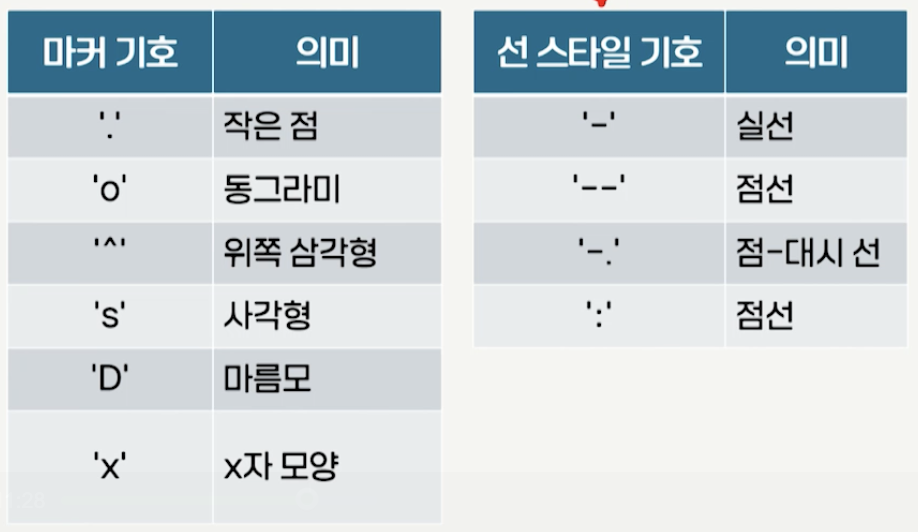 마커 기호 의미
'.' 작은 점
'o' 동그라미
'^' 위쪽 삼각형
's' 사각형
'D' 마름모
'x' x자 모양
선 스타일 기호 의미
'-' 실선
'--' 점선
'-.' 점-대시 선
':' 점선